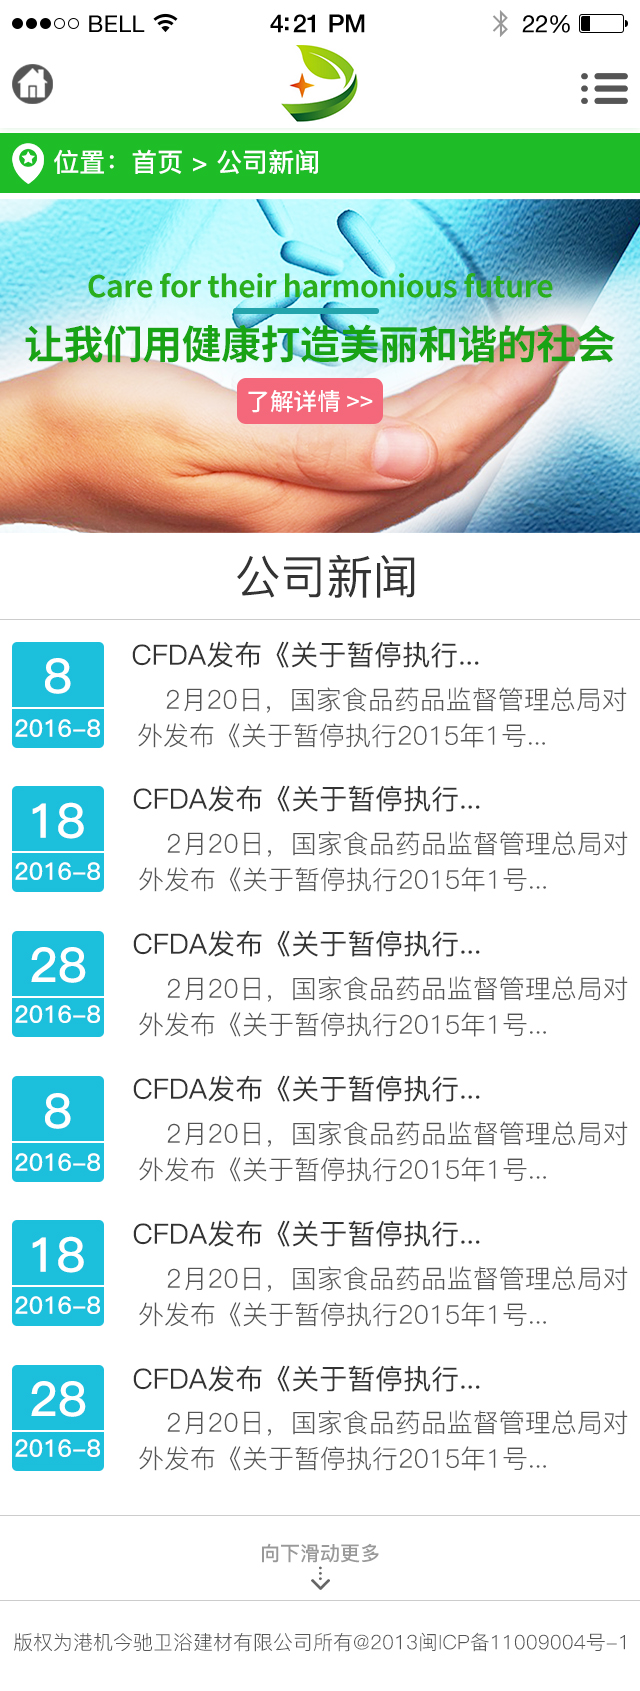 BELL 4:21 PM 22%
位置：首页 > 公司新闻
Care for their harmonious future
让我们用健康打造美丽和谐的社会
了解详情 >>
公司新闻
8
2016-8
CFDA发布《关于暂停执行...
2月20日，国家食品药品监督管理总局对
外发布《关于暂停执行2015年1号...
18
2016-8
CFDA发布《关于暂停执行...
2月20日，国家食品药品监督管理总局对
外发布《关于暂停执行2015年1号...
28
2016-8
CFDA发布《关于暂停执行...
2月20日，国家食品药品监督管理总局对
外发布《关于暂停执行2015年1号...
8
2016-8
CFDA发布《关于暂停执行...
2月20日，国家食品药品监督管理总局对
外发布《关于暂停执行2015年1号...
18
2016-8
CFDA发布《关于暂停执行...
2月20日，国家食品药品监督管理总局对
外发布《关于暂停执行2015年1号...
28
2016-8
CFDA发布《关于暂停执行...
2月20日，国家食品药品监督管理总局对
外发布《关于暂停执行2015年1号...
向下滑动更多
版权为港机今驰卫浴建材有限公司所有@2013闽ICP备11009004号-1